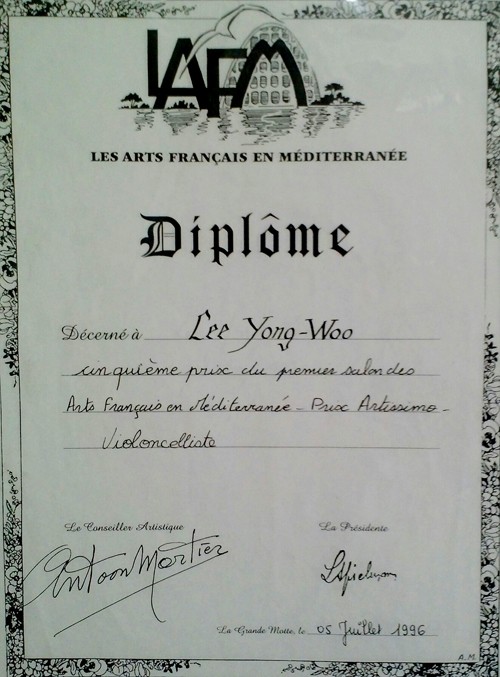 LAFM
LES ARTS FRANÇAIS EN MÉDITERRANÉE
Diplôme
Décerné à Lee Yong-Woo
cinquième prix du premier salon des
Arts Français en Méditerranée - Prix Artissimo -
Violoncelliste
Le Conseiller Artistique
La Présidente
Antoon Mortier
La Grande Motte, le 05 Juillet 1996
A.M.